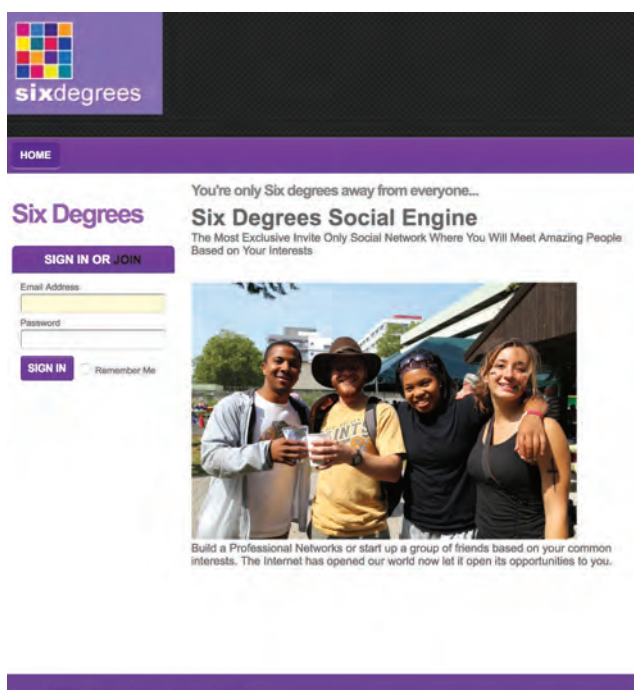 sixdegrees
HOME
Six Degrees
SIGN IN OR JOIN
Email Address
Password
SIGN IN
Remember Me
You're only Six degrees away from everyone...
Six Degrees Social Engine
The Most Exclusive Invite Only Social Network Where You Will Meet Amazing People
Based on Your Interests
Build a Professional Networks or start up a group of friends based on your common
interests. The Internet has opened our world now let it open its opportunities to you.